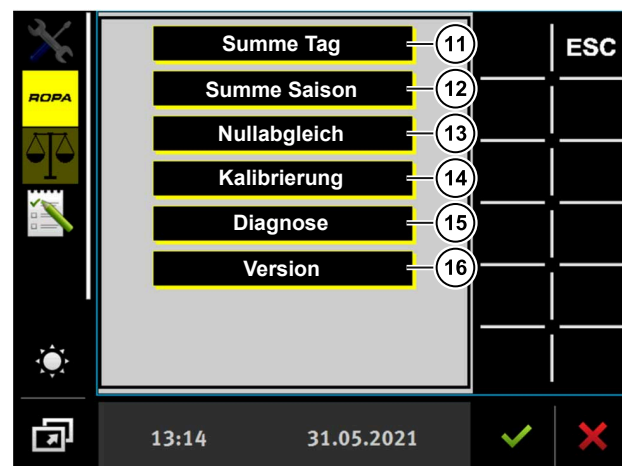 Summe Tag 11
ESC
Summe Saison 12
ROPA
Nullabgleich 13
Kalibrierung 14
Diagnose 15
Version 16
13:14 31.05.2021